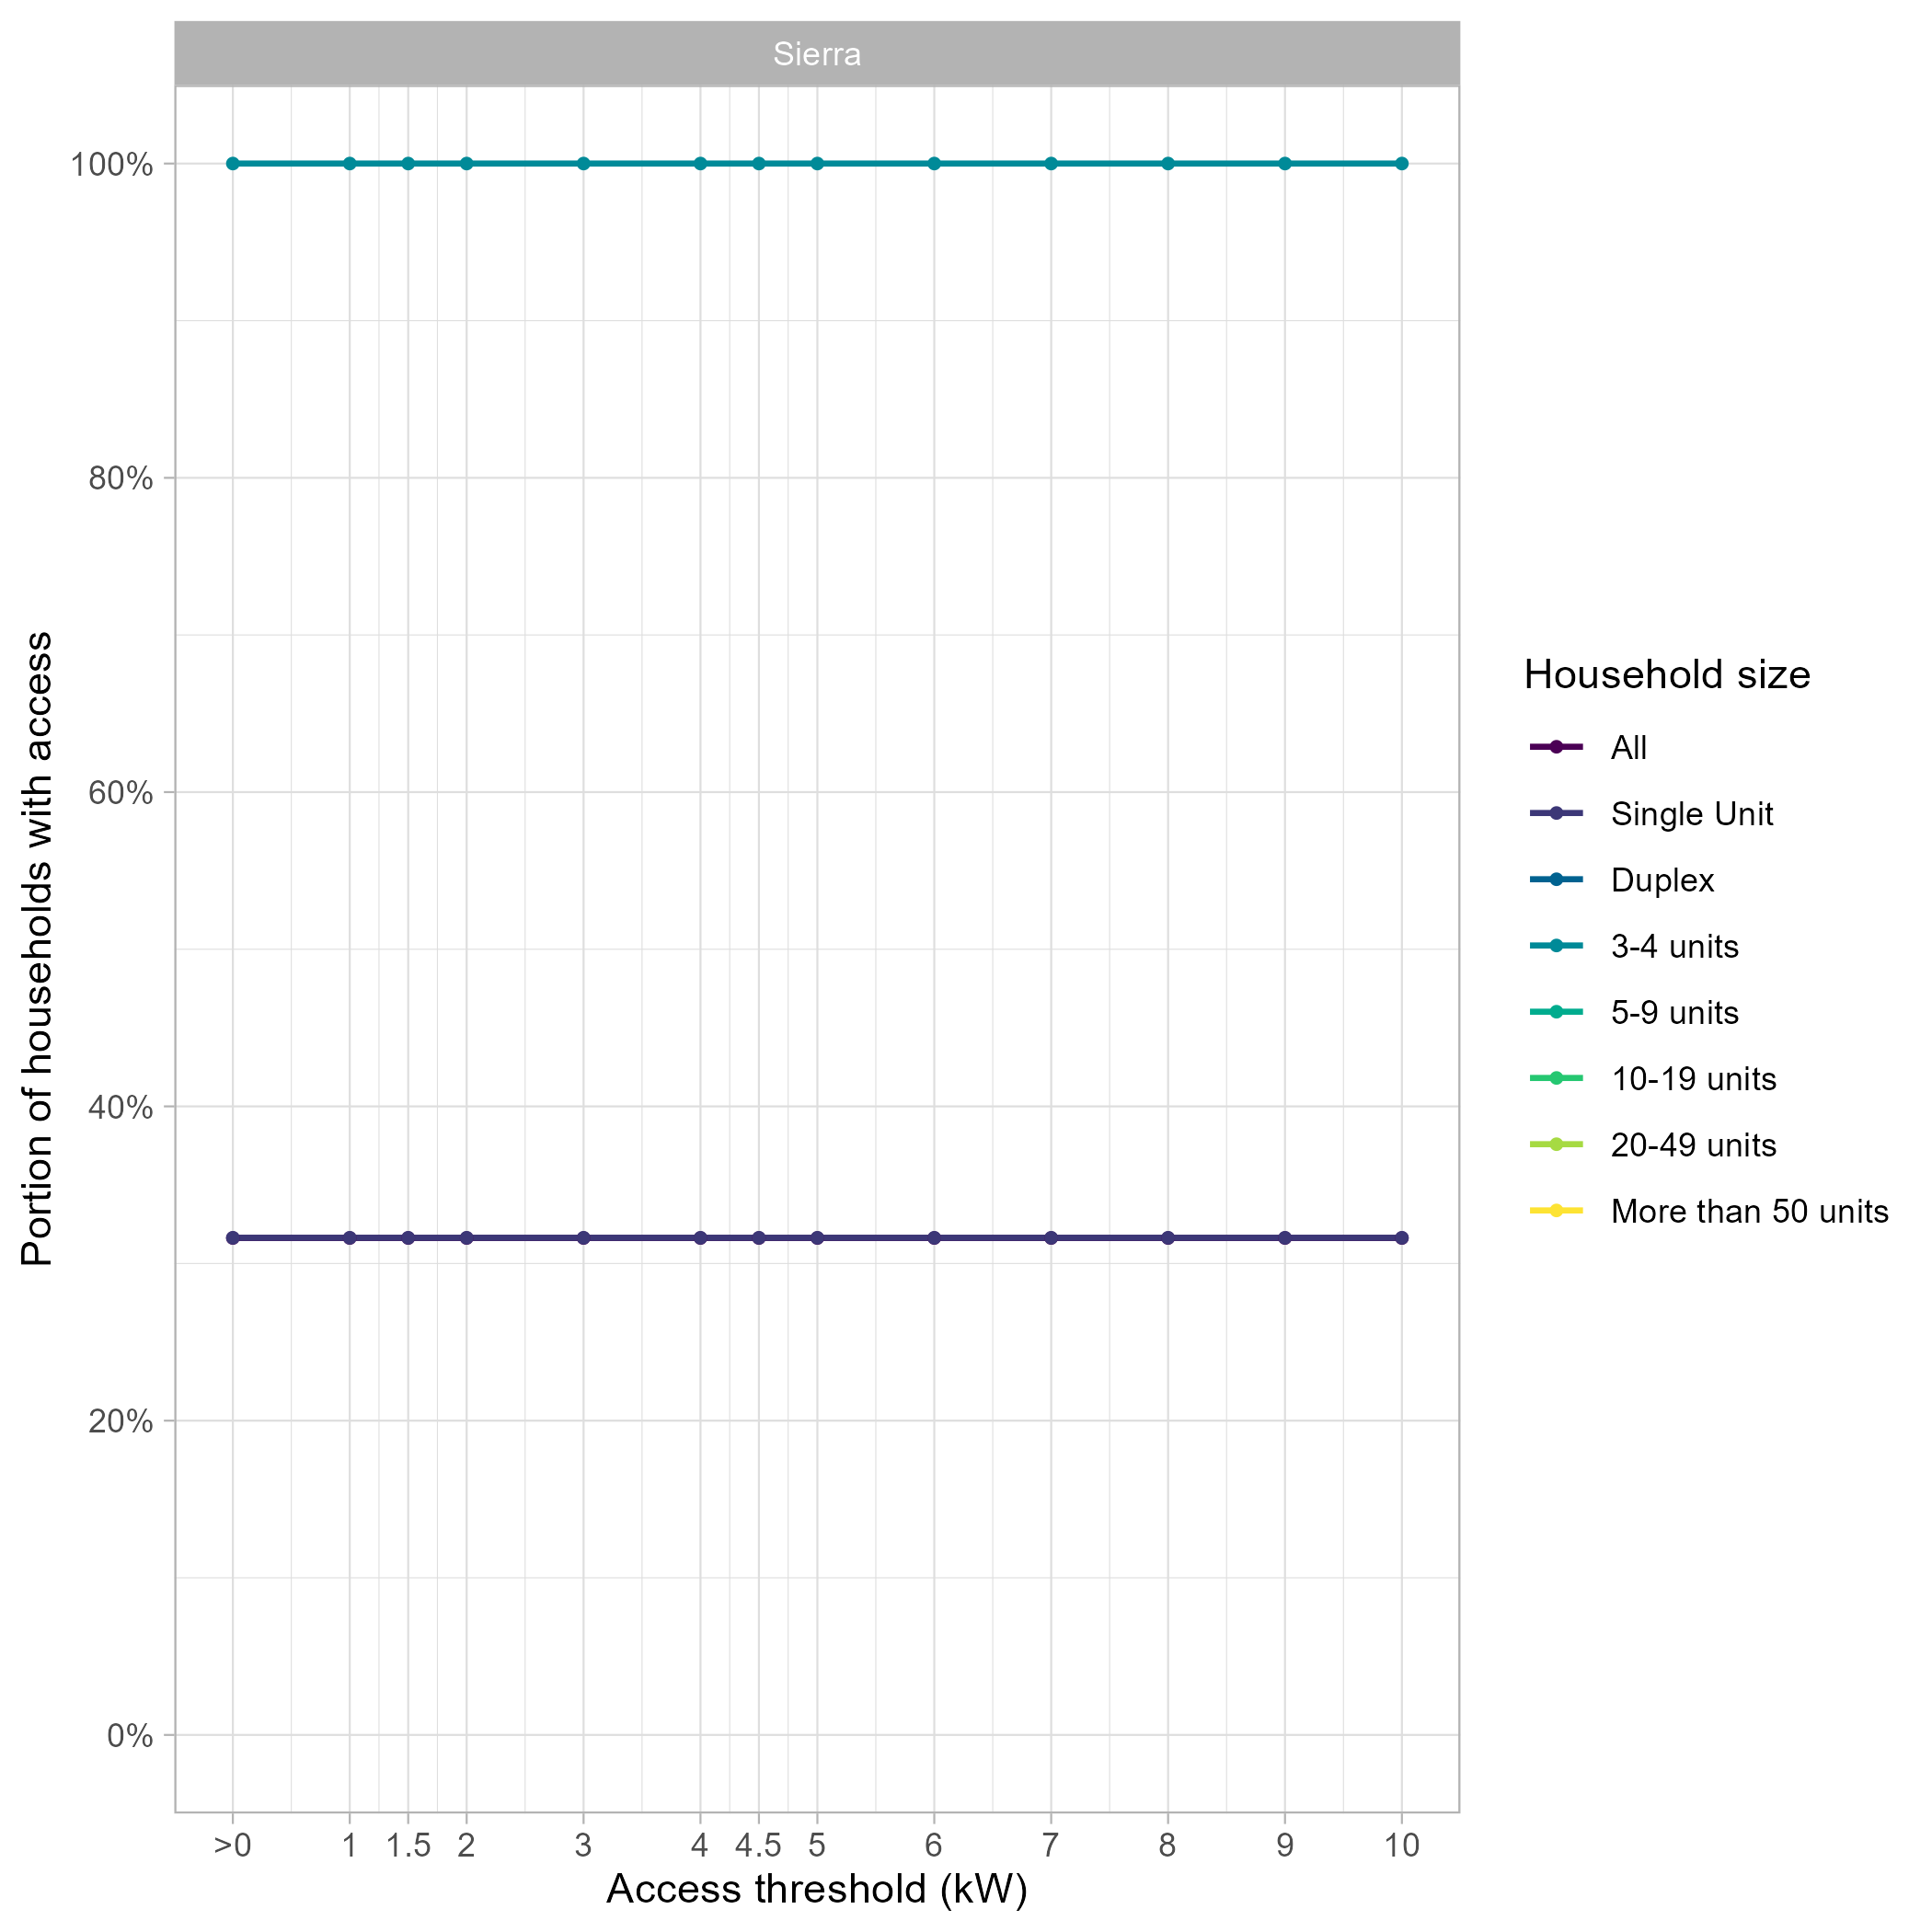 Sierra
100%
80%
60%
40%
20%
0%
Portion of households with access
>0 1 1.5 2 3 4 4.5 5 6 7 8 9 10
Access threshold (kW)
Household size
All
Single Unit
Duplex
3-4 units
5-9 units
10-19 units
20-49 units
More than 50 units